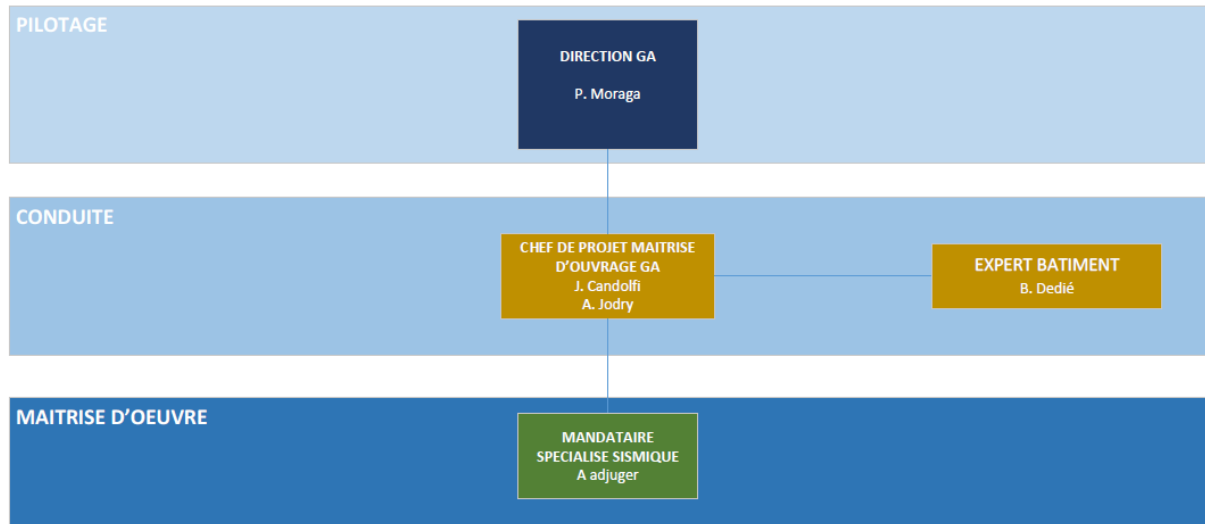 PILOTAGE
DIRECTION GA
P. Moraga
CONDUITE
CHEF DE PROJET MAITRISE
D’OUVRAGE GA
J. Candolfi
A. Jodry
EXPERT BATIMENT
B. Dedié
MAITRISE D’OEUVRE
MANDATAIRE
SPECIALISE SISMIQUE
A adjuger